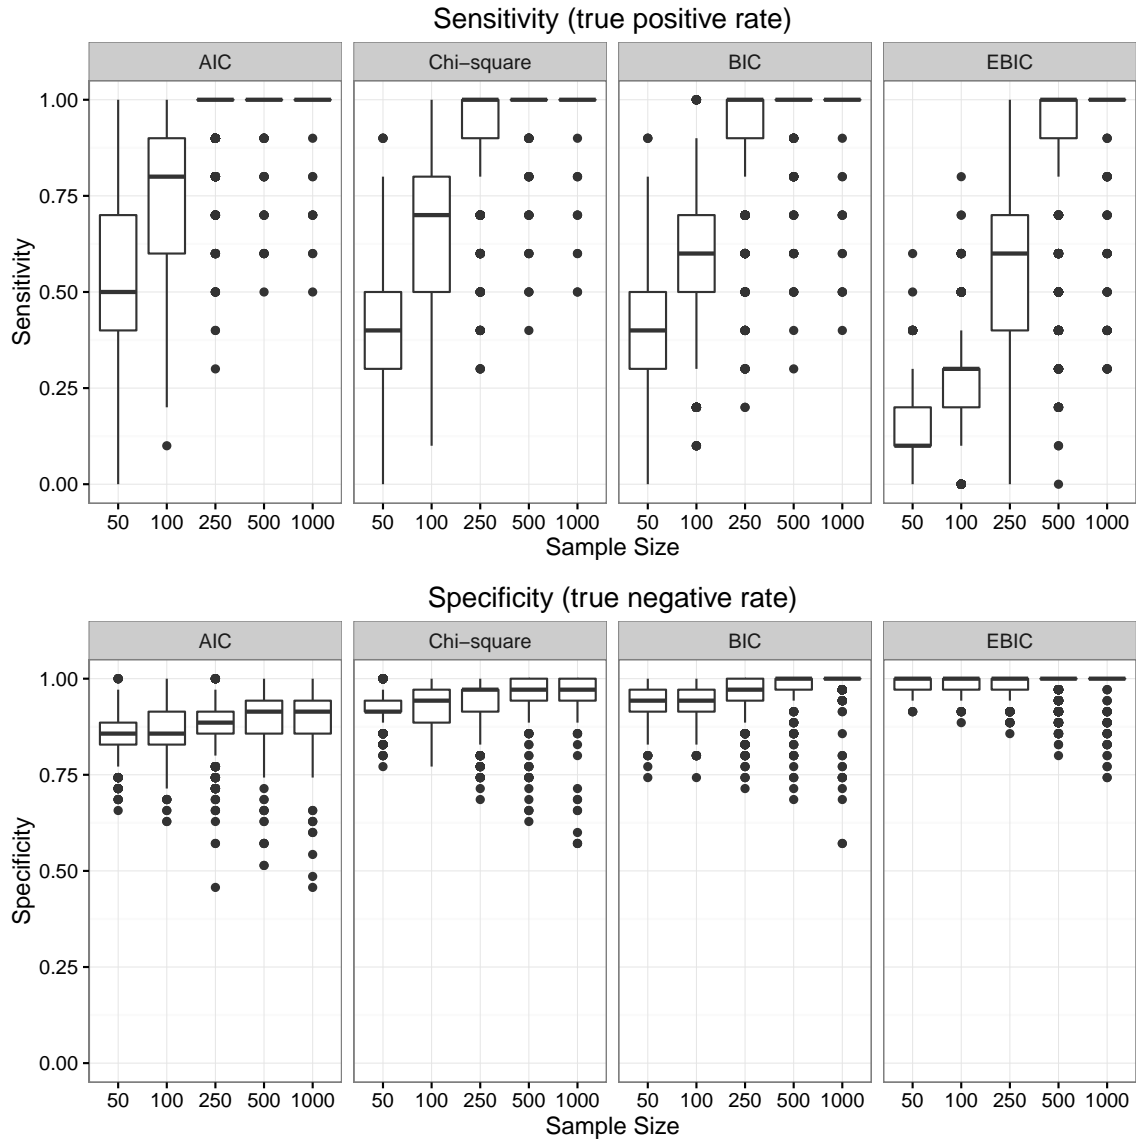 Sensitivity (true positive rate)
AIC Chi−square BIC EBIC
1.00
0.75
0.50
0.25
0.00
Sensitivity
50 100 250 500 1000 50 100 250 500 1000 50 100 250 500 1000 50 100 250 500 1000
Sample Size
Specificity (true negative rate)
AIC Chi−square BIC EBIC
1.00
0.75
0.50
0.25
0.00
Specificity
50 100 250 500 1000 50 100 250 500 1000 50 100 250 500 1000 50 100 250 500 1000
Sample Size